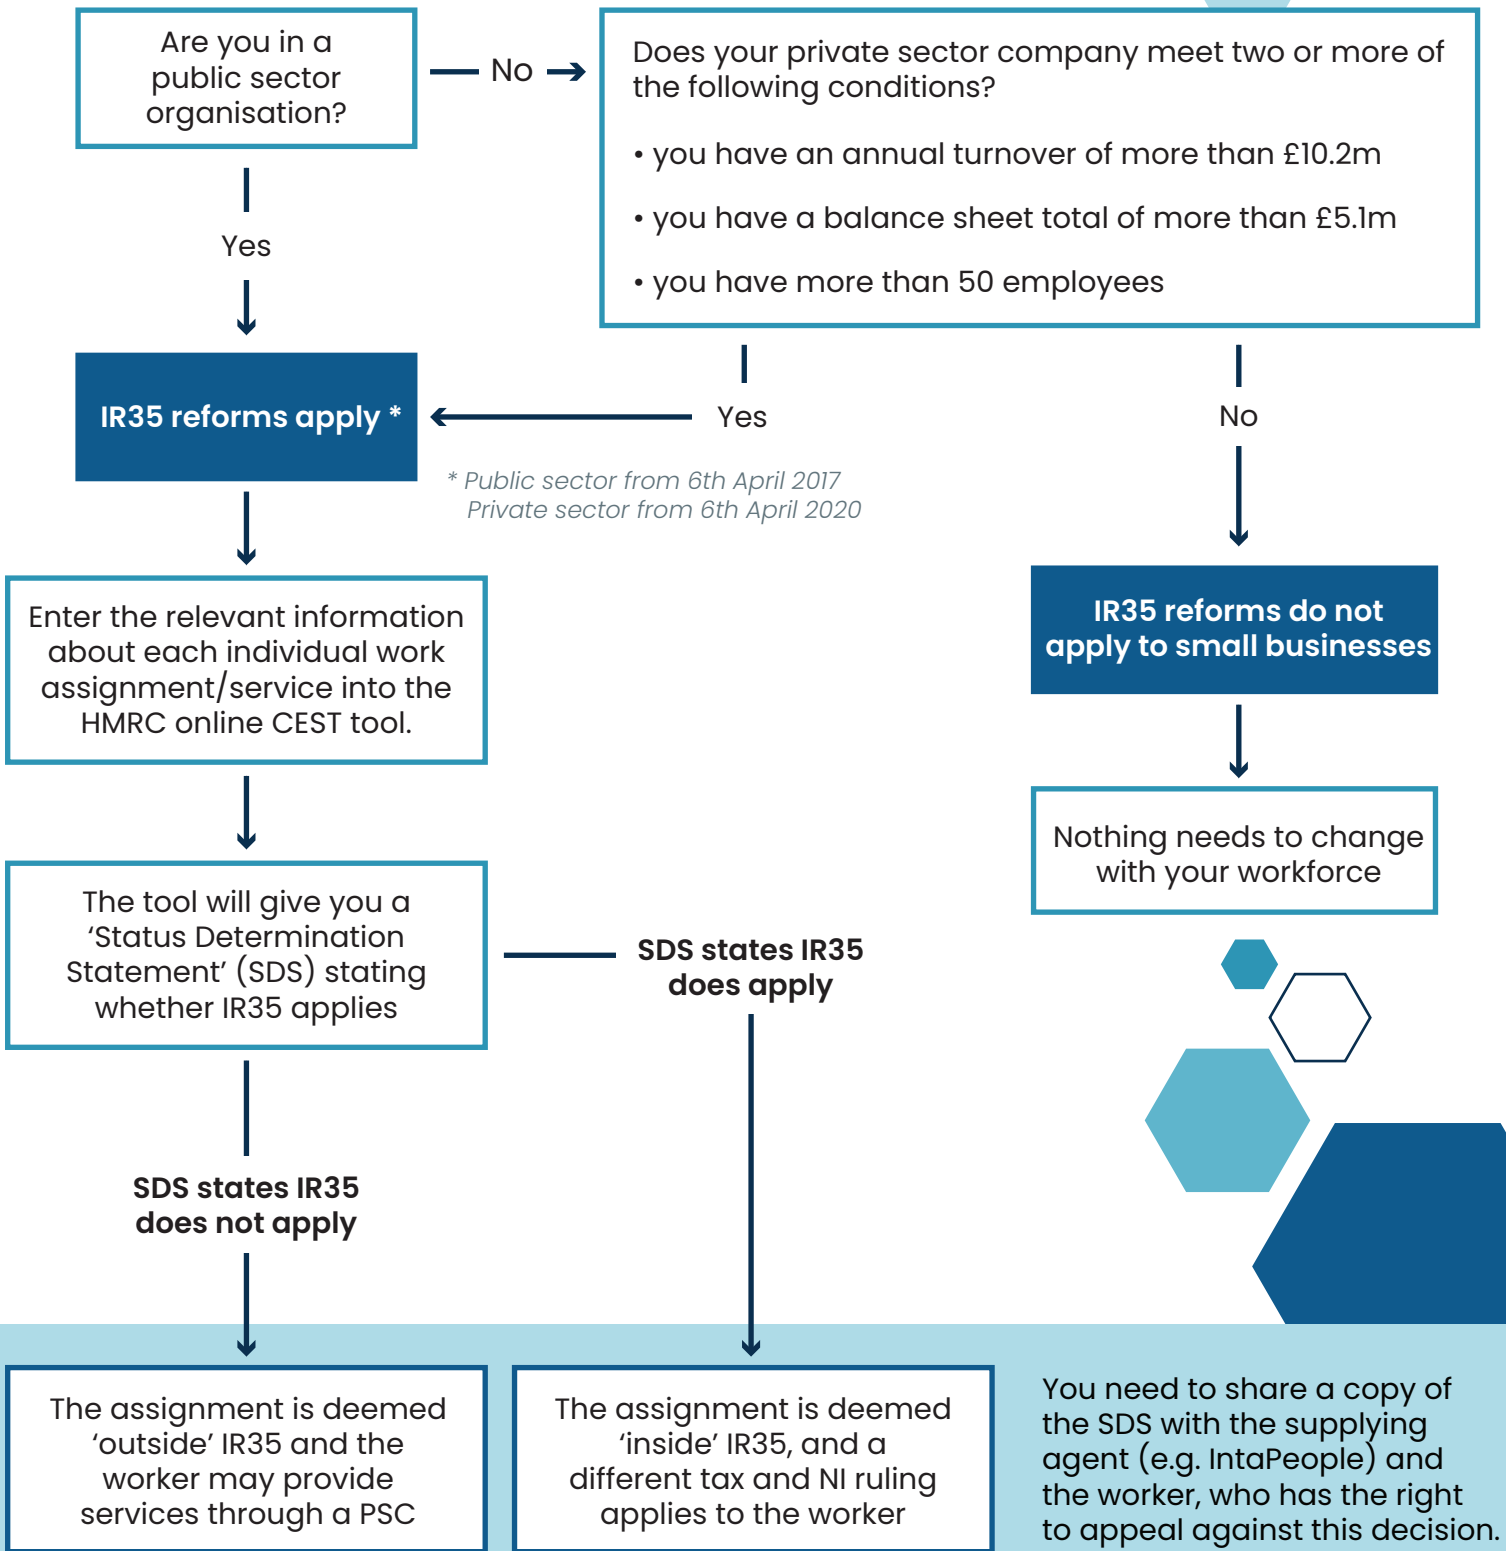 Are you in a
public sector
organisation?
No
Does your private sector company meet two or more of
the following conditions?
• you have an annual turnover of more than £10.2m
• you have a balance sheet total of more than £5.1m
• you have more than 50 employees
Yes
IR35 reforms apply *
Yes
No
* Public sector from 6th April 2017
Private sector from 6th April 2020
Enter the relevant information
about each individual work
assignment/service into the
HMRC online CEST tool.
IR35 reforms do not
apply to small businesses
Nothing needs to change
with your workforce
The tool will give you a
‘Status Determination
Statement’ (SDS) stating
whether IR35 applies
SDS states IR35
does apply
SDS states IR35
does not apply
The assignment is deemed
‘outside’ IR35 and the
worker may provide
services through a PSC
The assignment is deemed
‘inside’ IR35, and a
different tax and NI ruling
applies to the worker
You need to share a copy of
the SDS with the supplying
agent (e.g. IntaPeople) and
the worker, who has the right
to appeal against this decision.